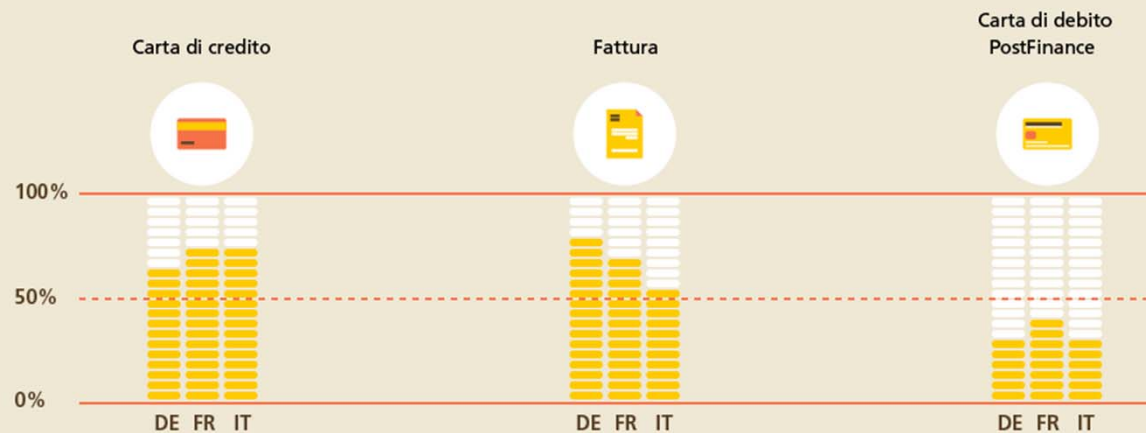 Carta di credito
Fattura
Carta di debito
PostFinance
100%
50%
0%
DE FR IT
DE FR IT
DE FR IT